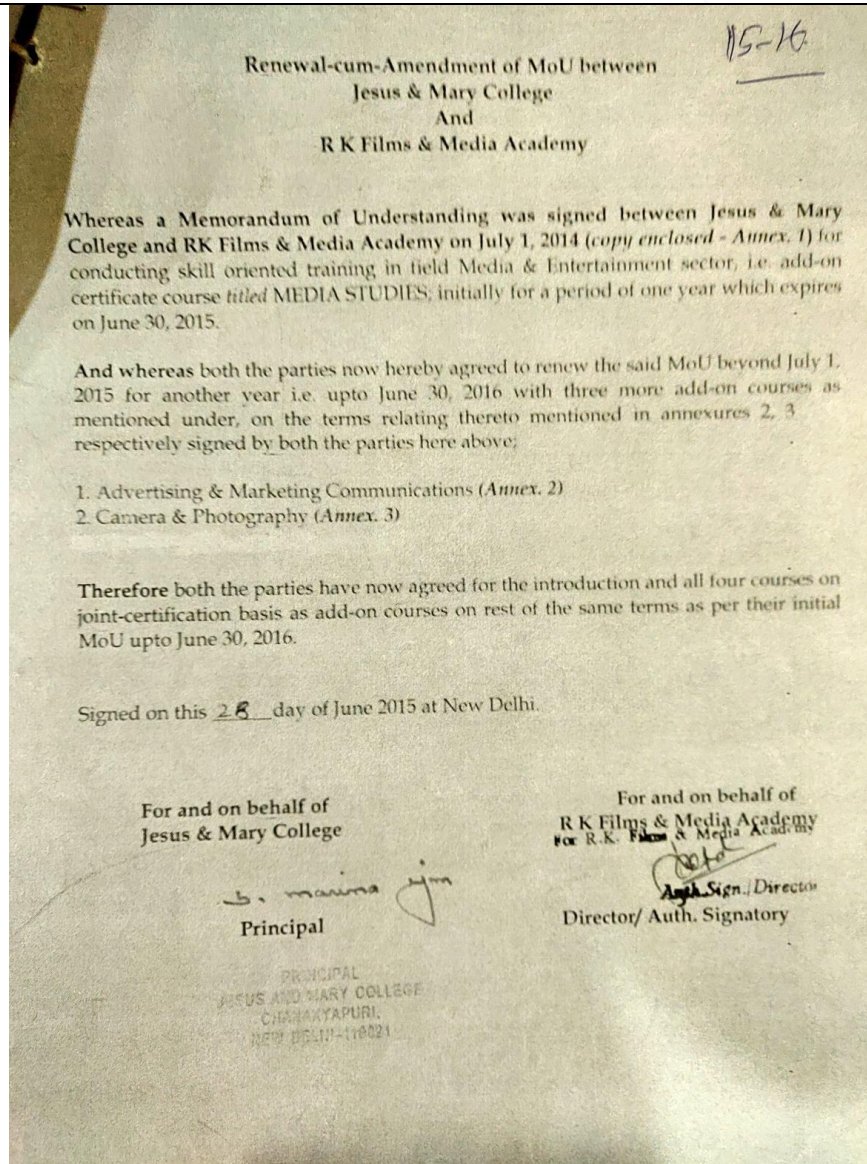 15-16
Renewal-cum-Amendment of MoU between
Jesus & Mary College
And
R K Films & Media Academy
Whereas a Memorandum of Understanding was signed between Jesus & Mary
College and RK Films & Media Academy on July 1, 2014 (copy enclosed - Annex. 1) for
conducting skill oriented training in field Media & Entertainment sector, i.e. add-on
certificate course titled MEDIA STUDIES; initially for a period of one year which expires
on June 30, 2015.
And whereas both the parties now hereby agreed to renew the said MoU beyond July 1,
2015 for another year i.e. upto June 30, 2016 with three more add-on courses as
mentioned under, on the terms relating thereto mentioned in annexures 2, 3
respectively signed by both the parties here above;
1. Advertising & Marketing Communications (Annex. 2)
2. Camera & Photography (Annex. 3)
Therefore both the parties have now agreed for the introduction and all four courses on
joint-certification basis as add-on courses on rest of the same terms as per their initial
MoU upto June 30, 2016.
Signed on this 28 day of June 2015 at New Delhi.
For and on behalf of
Jesus & Mary College
Principal
PRINCIPAL
JESUS AND MARY COLLEGE
CHANAKYAPURI,
NEW DELHI-110021
For and on behalf of
R K Films & Media Academy
For R.K. Films & Media Academy
Auth. Sign./Director
Director/ Auth. Signatory